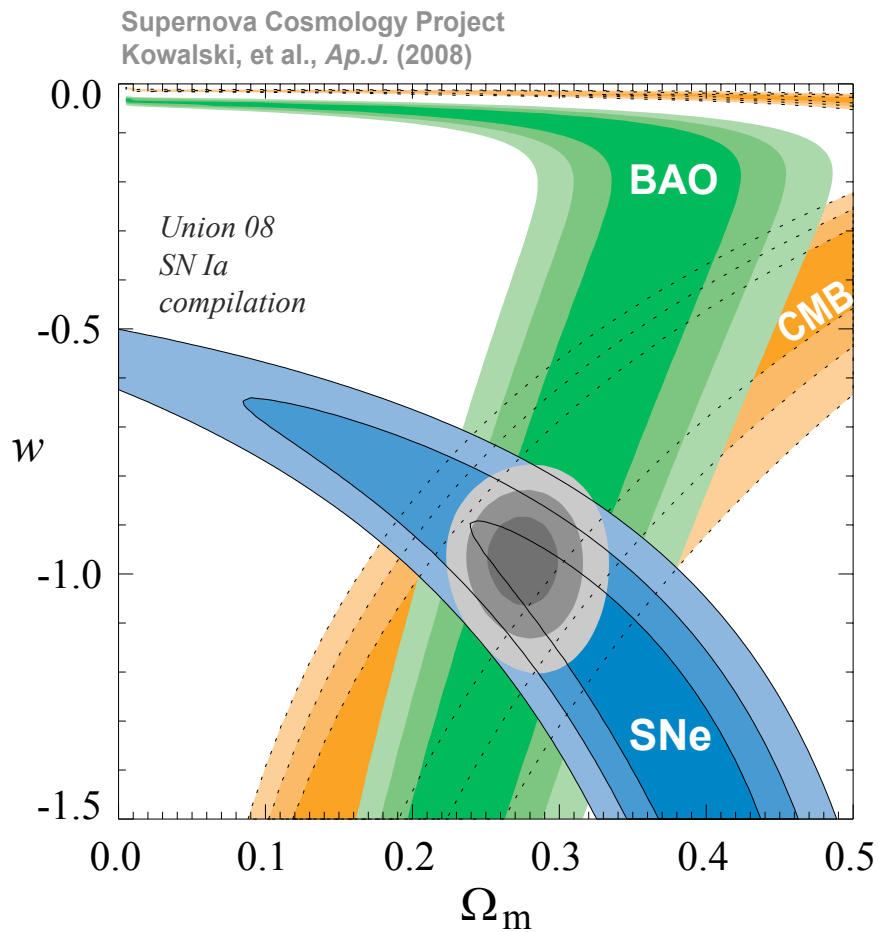 Supernova Cosmology Project
Kowalski, et al., Ap.J. (2008)
0.0
BAO
Union 08
SN Ia
compilation
CMB
-0.5
w
-1.0
SNe
-1.5
0.0 0.1 0.2 0.3 0.4 0.5
Ωm